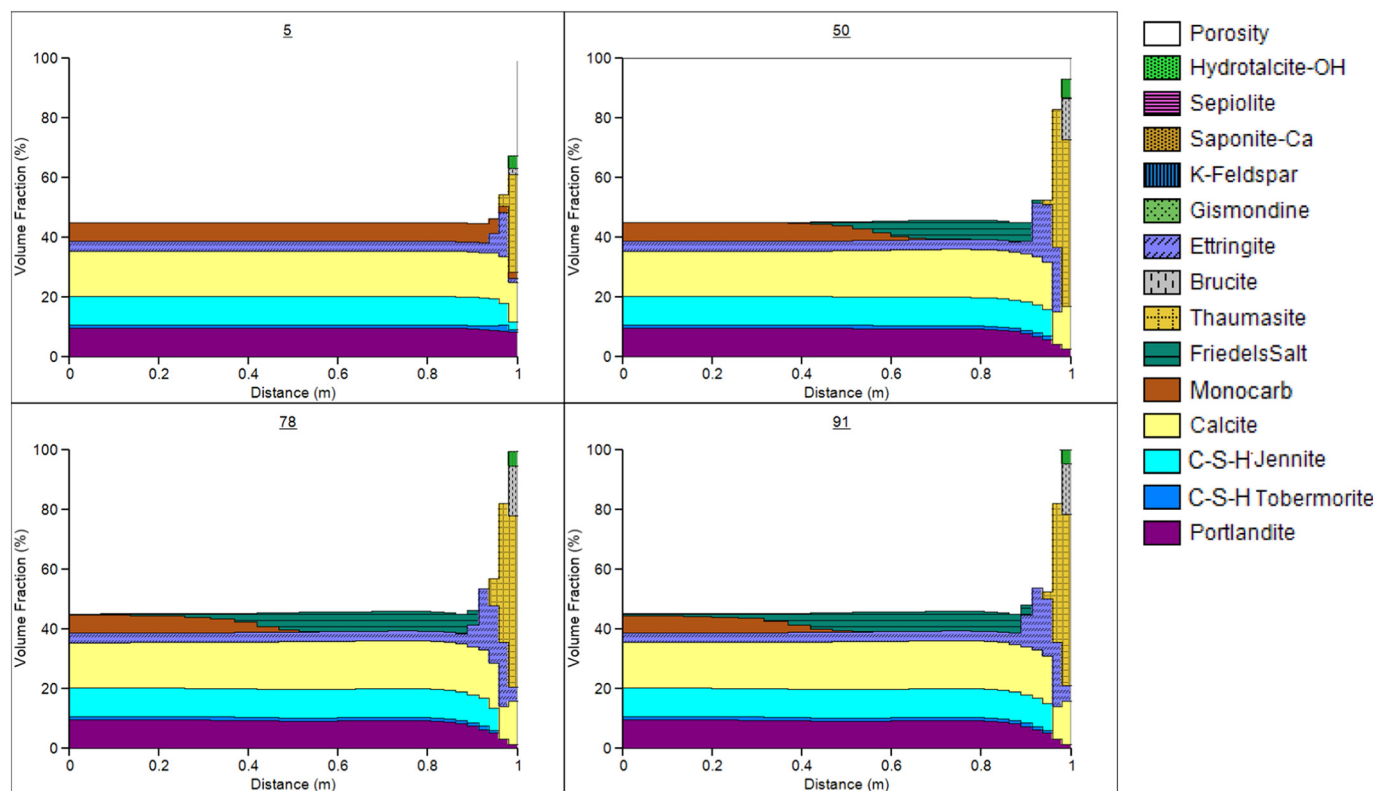 5
100
80
60
40
20
0
Volume Fraction (%)
0 0.2 0.4 0.6 0.8 1
Distance (m)
50
100
80
60
40
20
0
Volume Fraction (%)
0 0.2 0.4 0.6 0.8 1
Distance (m)
78
100
80
60
40
20
0
Volume Fraction (%)
0 0.2 0.4 0.6 0.8 1
Distance (m)
91
100
80
60
40
20
0
Volume Fraction (%)
0 0.2 0.4 0.6 0.8 1
Distance (m)
Porosity
Hydrotalcite-OH
Sepiolite
Saponite-Ca
K-Feldspar
Gismondine
Ettringite
Brucite
Thaumasite
FriedelsSalt
Monocarb
Calcite
C-S-H Jennite
C-S-H Tobermorite
Portlandite